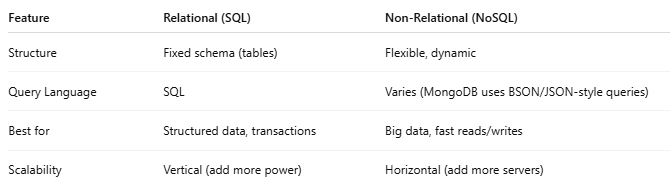 Feature Relational (SQL) Non-Relational (NoSQL)
Structure Fixed schema (tables) Flexible, dynamic
Query Language SQL Varies (MongoDB uses BSON/JSON-style queries)
Best for Structured data, transactions Big data, fast reads/writes
Scalability Vertical (add more power) Horizontal (add more servers)